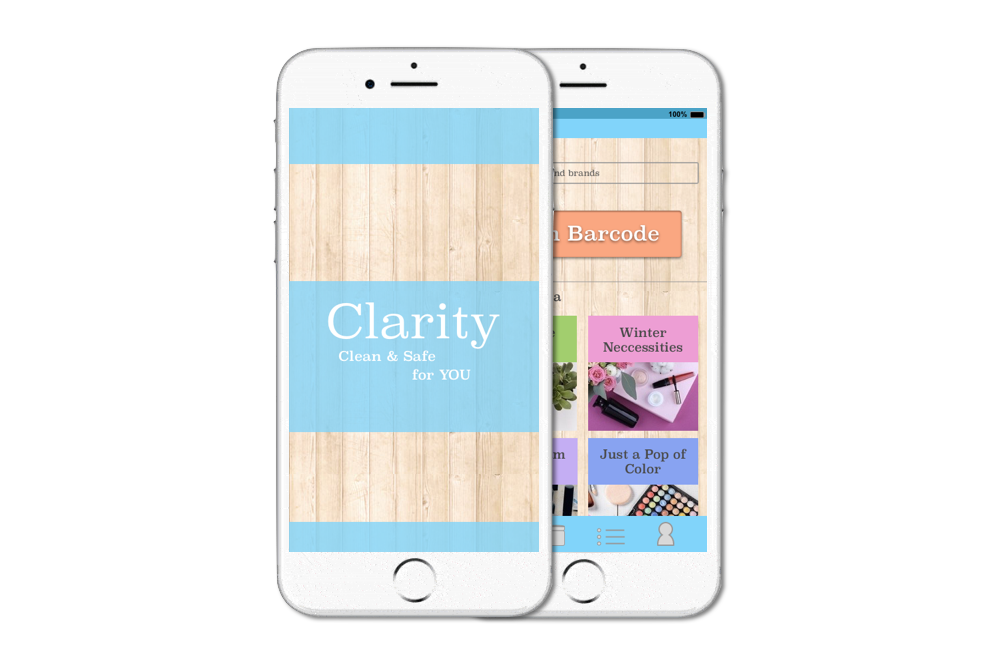 Clarity
Clean & Safe
for YOU
100%
nd brands
n Barcode
a
e
Winter
Neccessities
m
Just a Pop of
Color